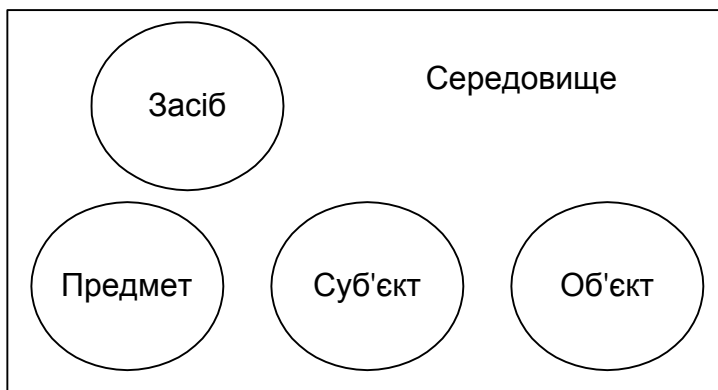 Середовище
Засіб
Предмет
Суб'єкт
Об'єкт